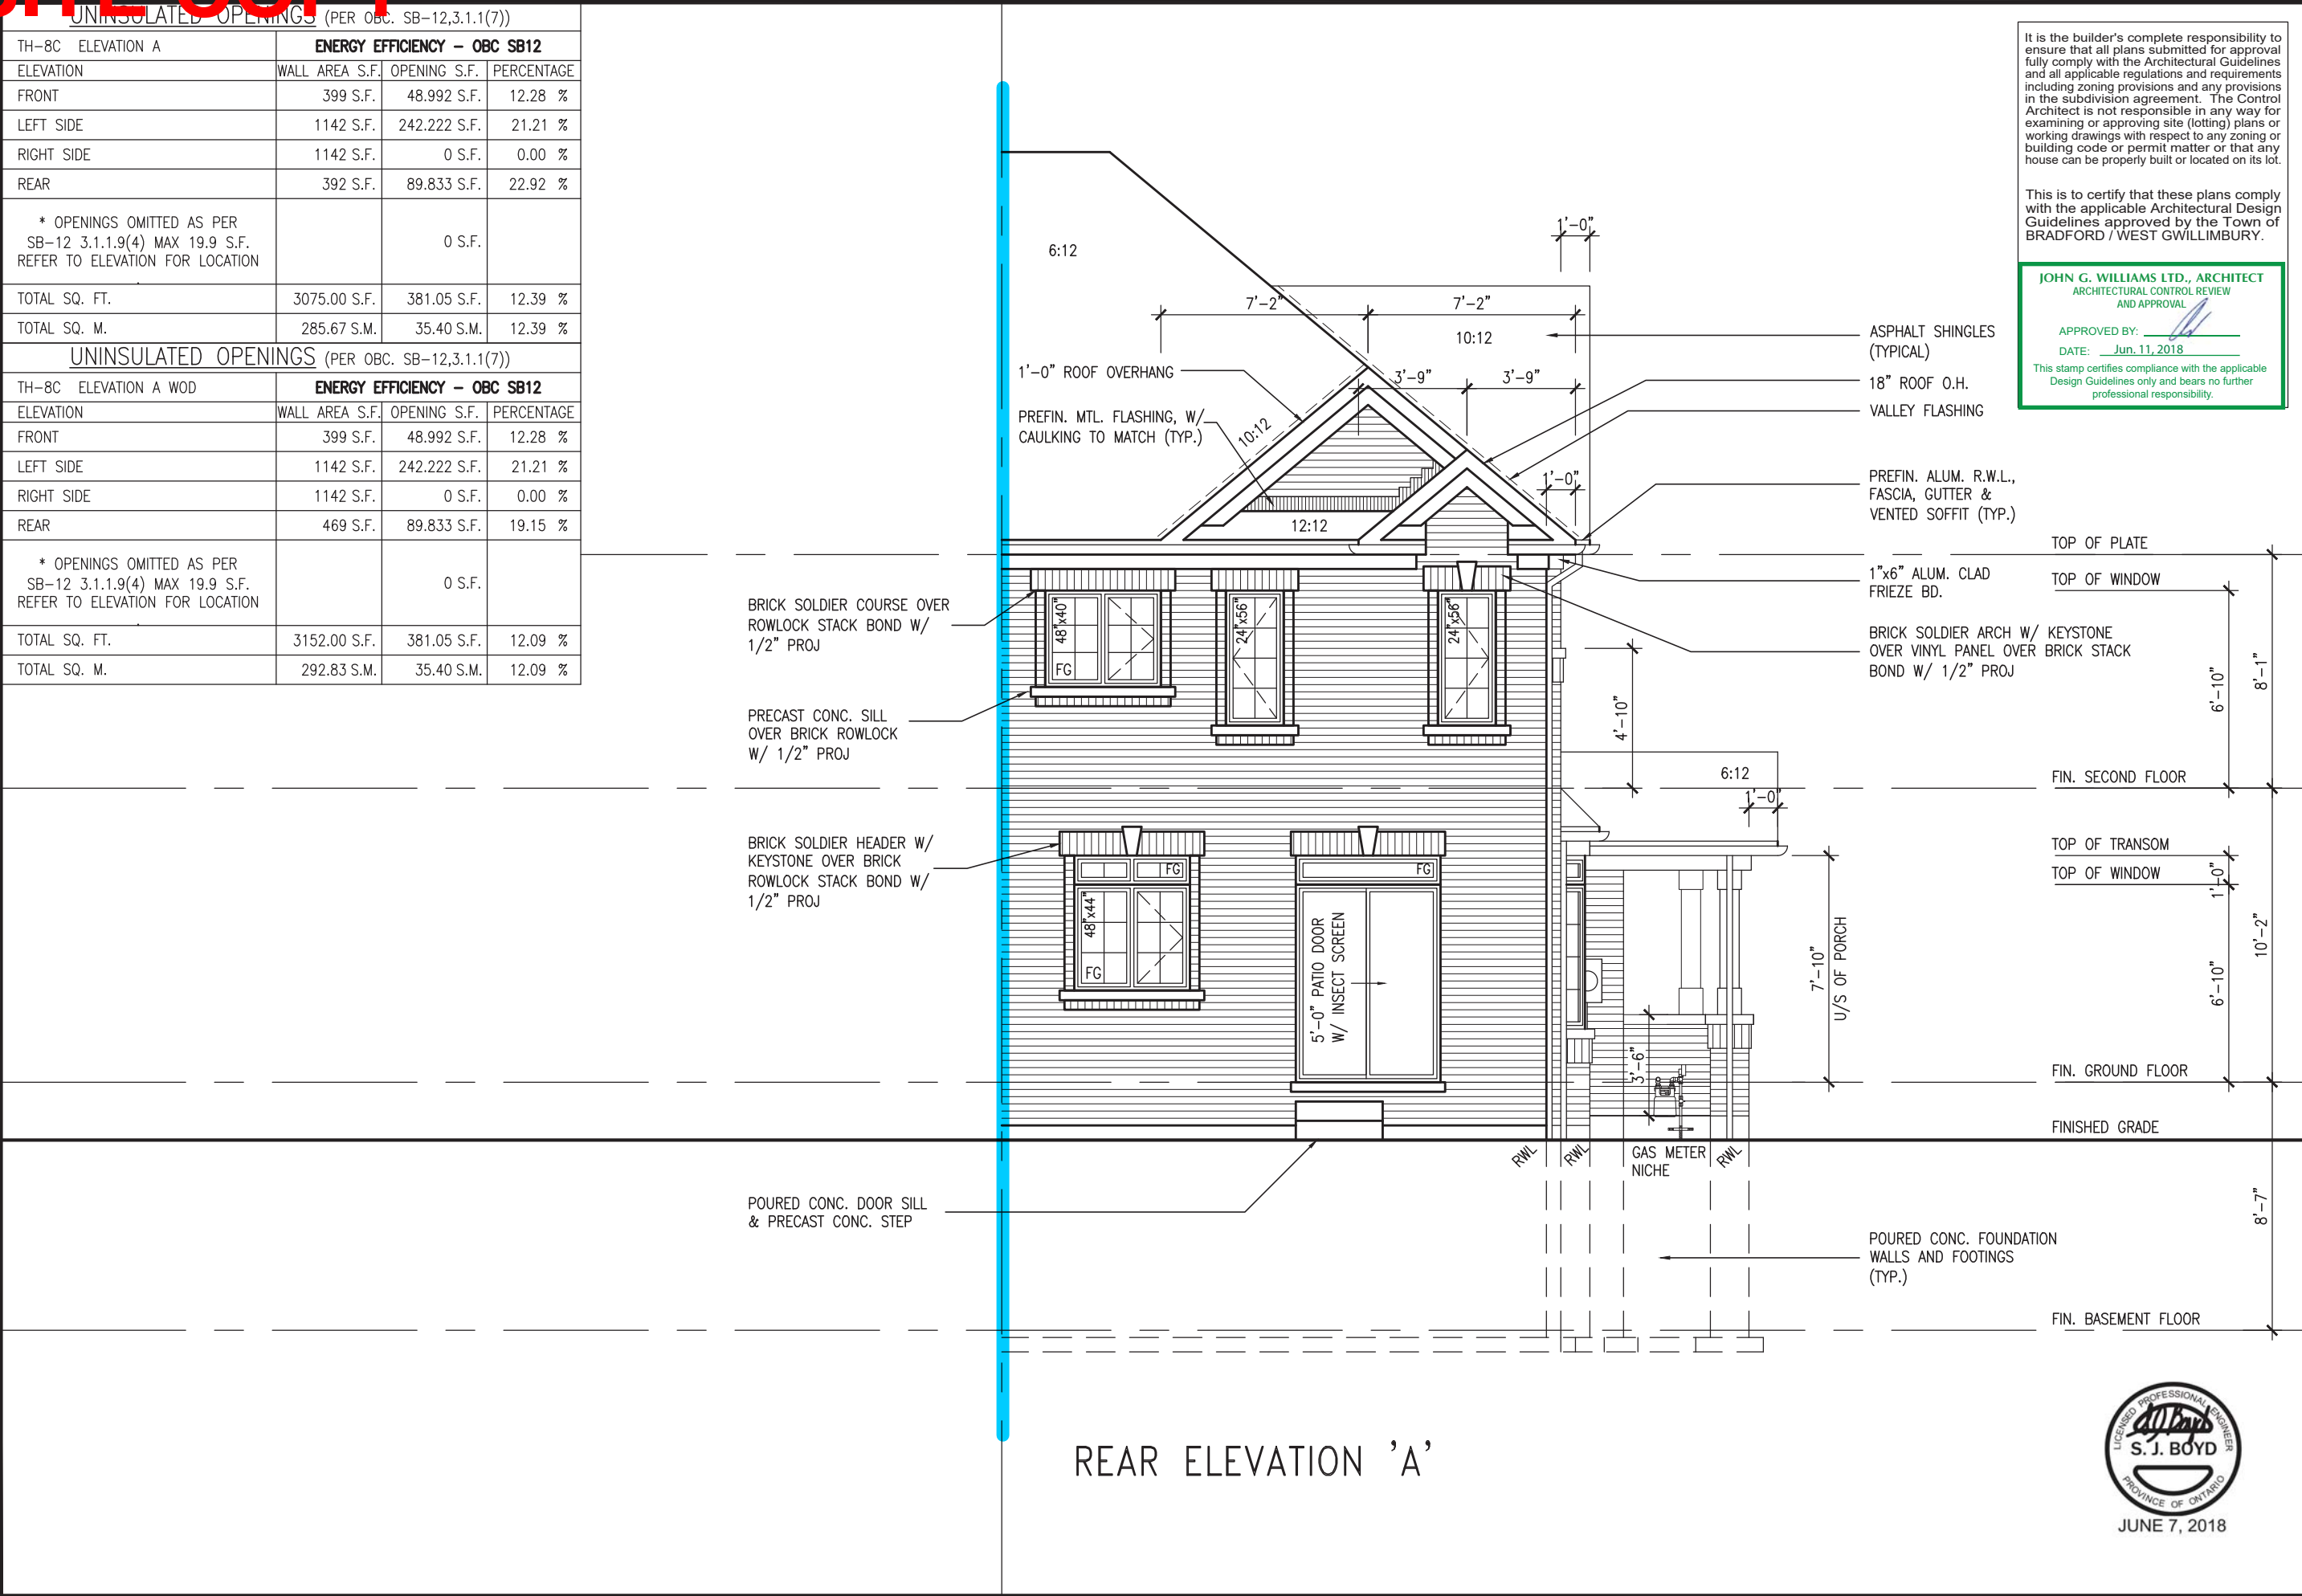 UNINSULATED OPENINGS (PER OBC. SB-12,3.1.1(7))
TH-8C ELEVATION A ENERGY EFFICIENCY - OBC SB12
ELEVATION WALL AREA S.F. OPENING S.F. PERCENTAGE
FRONT 399 S.F. 48.992 S.F. 12.28 %
LEFT SIDE 1142 S.F. 242.222 S.F. 21.21 %
RIGHT SIDE 1142 S.F. 0 S.F. 0.00 %
REAR 392 S.F. 89.833 S.F. 22.92 %
* OPENINGS OMITTED AS PER
SB-12 3.1.1.9(4) MAX 19.9 S.F. 0 S.F.
REFER TO ELEVATION FOR LOCATION
TOTAL SQ. FT. 3075.00 S.F. 381.05 S.F. 12.39 %
TOTAL SQ. M. 285.67 S.M. 35.40 S.M. 12.39 %
UNINSULATED OPENINGS (PER OBC. SB-12,3.1.1(7))
TH-8C ELEVATION A WOD ENERGY EFFICIENCY - OBC SB12
ELEVATION WALL AREA S.F. OPENING S.F. PERCENTAGE
FRONT 399 S.F. 48.992 S.F. 12.28 %
LEFT SIDE 1142 S.F. 242.222 S.F. 21.21 %
RIGHT SIDE 1142 S.F. 0 S.F. 0.00 %
REAR 469 S.F. 89.833 S.F. 19.15 %
* OPENINGS OMITTED AS PER
SB-12 3.1.1.9(4) MAX 19.9 S.F. 0 S.F.
REFER TO ELEVATION FOR LOCATION
TOTAL SQ. FT. 3152.00 S.F. 381.05 S.F. 12.09 %
TOTAL SQ. M. 292.83 S.M. 35.40 S.M. 12.09 %
It is the builder's complete responsibility to
ensure that all plans submitted for approval
fully comply with the Architectural Guidelines
and all applicable regulations and requirements
including zoning provisions and any provisions
in the subdivision agreement. The Control
Architect is not responsible in any way for
examining or approving site (lotting) plans or
working drawings with respect to any zoning or
building code or permit matter or that any
house can be properly built or located on its lot.
This is to certify that these plans comply
with the applicable Architectural Design
Guidelines approved by the Town of
BRADFORD / WEST GWILLIMBURY.
JOHN G. WILLIAMS LTD., ARCHITECT
ARCHITECTURAL CONTROL REVIEW
AND APPROVAL
APPROVED BY:
DATE: Jun. 11, 2018
This stamp certifies compliance with the applicable
Design Guidelines only and bears no further
professional responsibility.
6:12
1'-0"
7'-2" 7'-2"
10:12
3'-9" 3'-9"
10:12
1'-0"
12:12
1'-0" ROOF OVERHANG
PREFIN. MTL. FLASHING, W/
CAULKING TO MATCH (TYP.)
ASPHALT SHINGLES
(TYPICAL)
18" ROOF O.H.
VALLEY FLASHING
PREFIN. ALUM. R.W.L.,
FASCIA, GUTTER &
VENTED SOFFIT (TYP.)
1"x6" ALUM. CLAD
FRIEZE BD.
BRICK SOLDIER ARCH W/ KEYSTONE
OVER VINYL PANEL OVER BRICK STACK
BOND W/ 1/2" PROJ
BRICK SOLDIER COURSE OVER
ROWLOCK STACK BOND W/
1/2" PROJ
PRECAST CONC. SILL
OVER BRICK ROWLOCK
W/ 1/2" PROJ
BRICK SOLDIER HEADER W/
KEYSTONE OVER BRICK
ROWLOCK STACK BOND W/
1/2" PROJ
48"x40"
FG
24"x56"
24"x56"
4'-10"
6:12
1'-0"
FG
48"x44"
FG
FG
5'-0" PATIO DOOR
W/ INSECT SCREEN
3'-6"
7'-10"
U/S OF PORCH
TOP OF PLATE
TOP OF WINDOW
6'-10"
8'-1"
FIN. SECOND FLOOR
TOP OF TRANSOM
TOP OF WINDOW
1'-0"
6'-10"
10'-2"
FIN. GROUND FLOOR
FINISHED GRADE
8'-7"
FIN. BASEMENT FLOOR
RWL
RWL
GAS METER
NICHE
RWL
POURED CONC. DOOR SILL
& PRECAST CONC. STEP
POURED CONC. FOUNDATION
WALLS AND FOOTINGS
(TYP.)
REAR ELEVATION 'A'
LICENSED PROFESSIONAL ENGINEER
S. J. BOYD
PROVINCE OF ONTARIO
JUNE 7, 2018